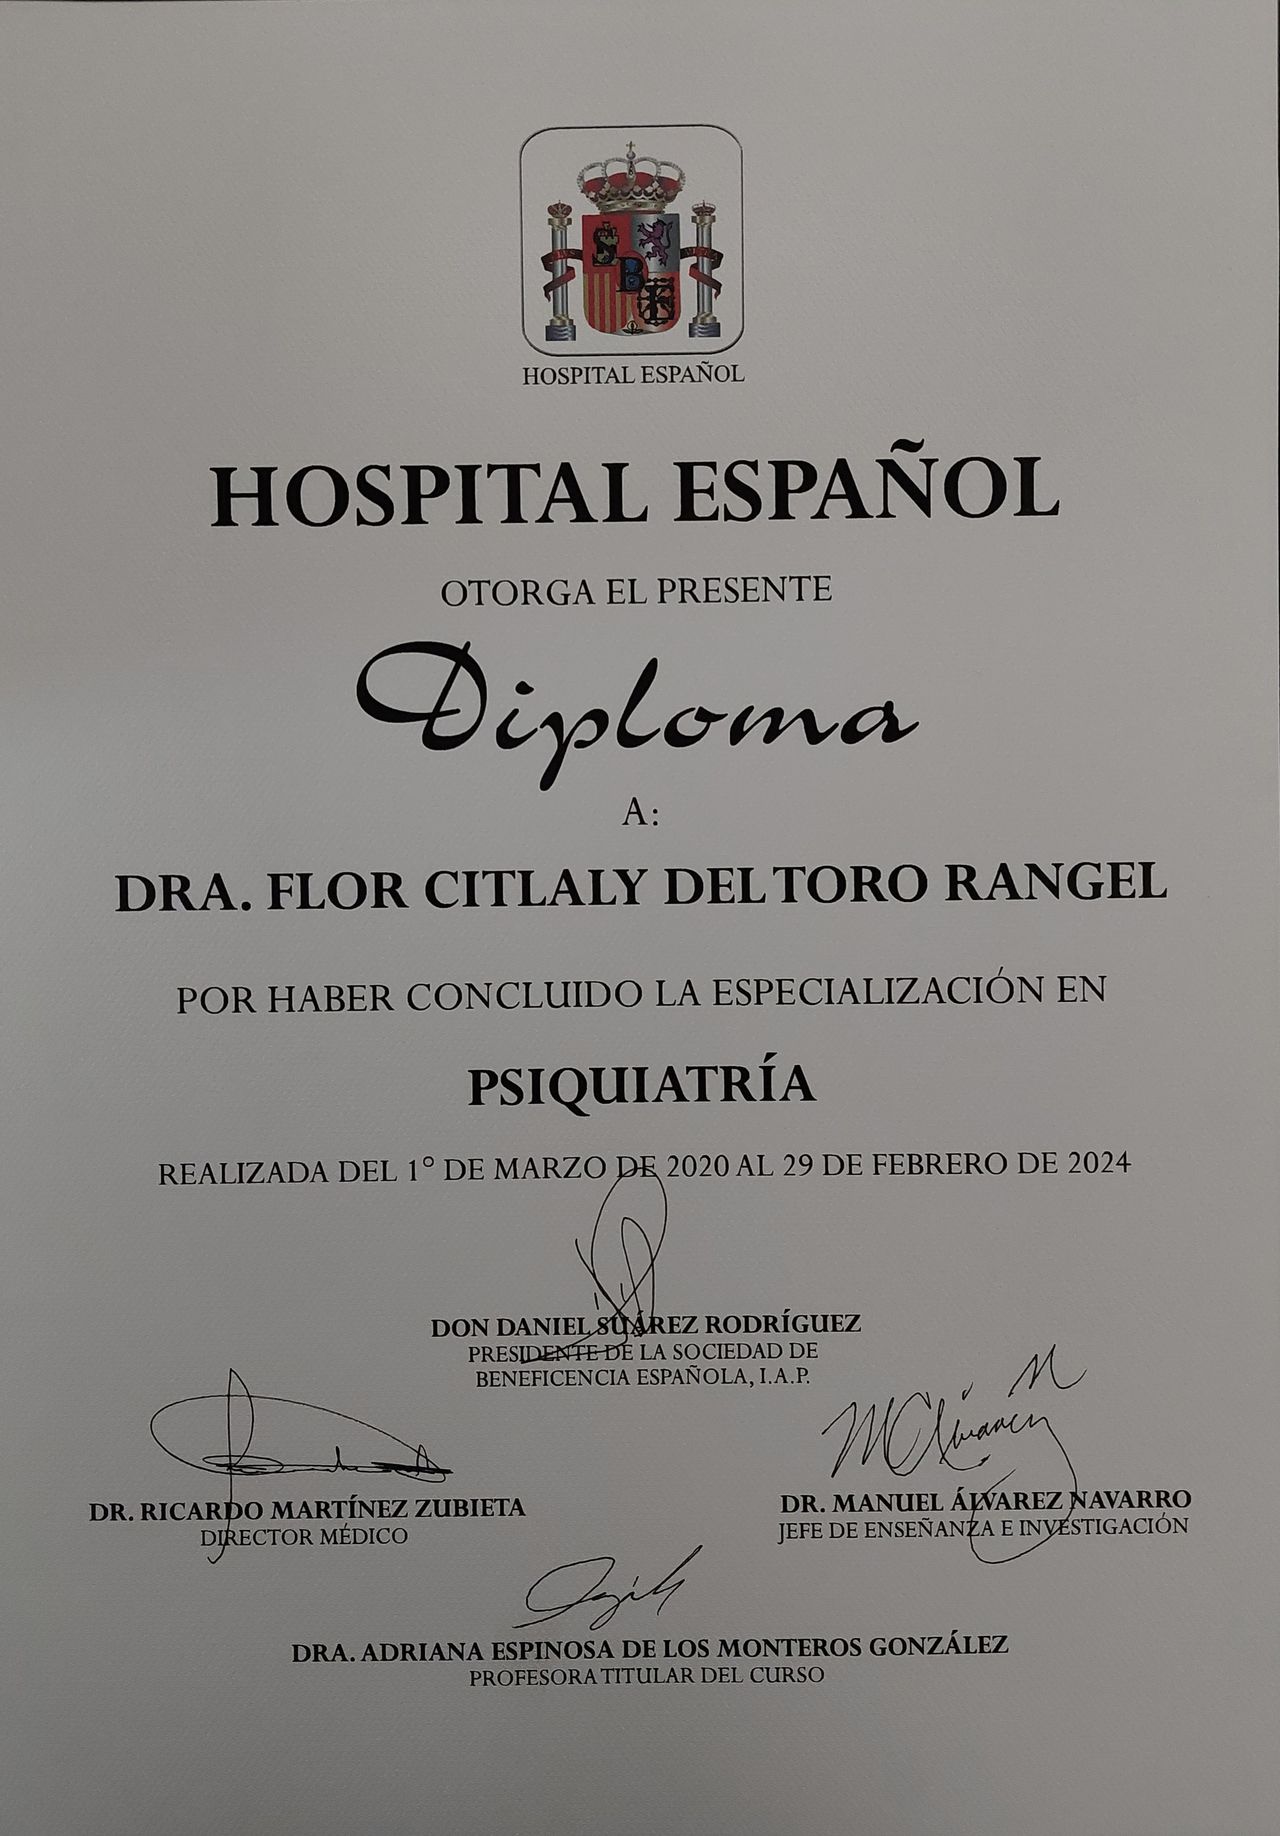 HOSPITAL ESPAÑOL
HOSPITAL ESPAÑOL
OTORGA EL PRESENTE
Diploma
A:
DRA. FLOR CITLALY DEL TORO RANGEL
POR HABER CONCLUIDO LA ESPECIALIZACIÓN EN
PSIQUIATRÍA
REALIZADA DEL 1° DE MARZO DE 2020 AL 29 DE FEBRERO DE 2024
DON DANIEL SUÁREZ RODRÍGUEZ
PRESIDENTE DE LA SOCIEDAD DE
BENEFICENCIA ESPAÑOLA, I.A.P.
DR. RICARDO MARTÍNEZ ZUBIETA
DIRECTOR MÉDICO
DR. MANUEL ÁLVAREZ NAVARRO
JEFE DE ENSEÑANZA E INVESTIGACIÓN
DRA. ADRIANA ESPINOSA DE LOS MONTEROS GONZÁLEZ
PROFESORA TITULAR DEL CURSO